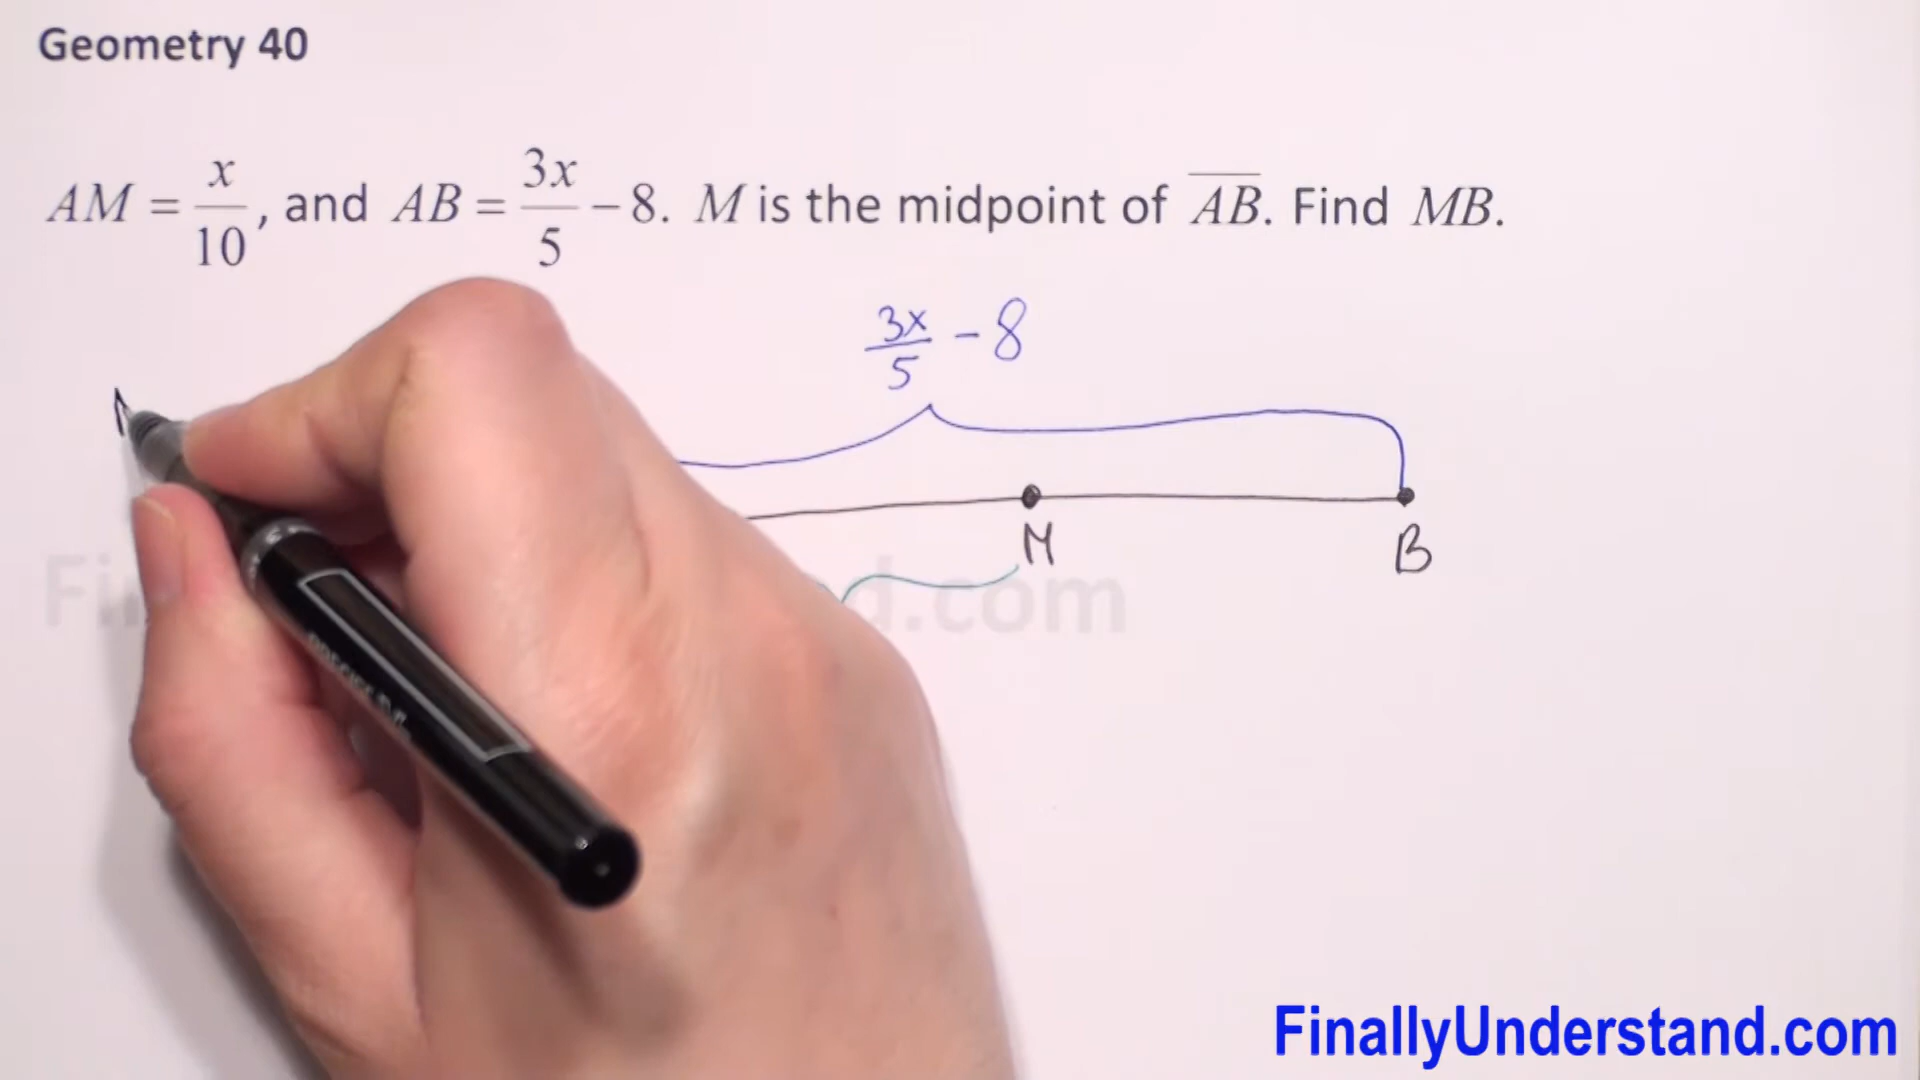 Geometry 40
AM = x/10, and AB = 3x/5 − 8. M is the midpoint of AB. Find MB.
3x/5 − 8
M
B
.com
FinallyUnderstand.com